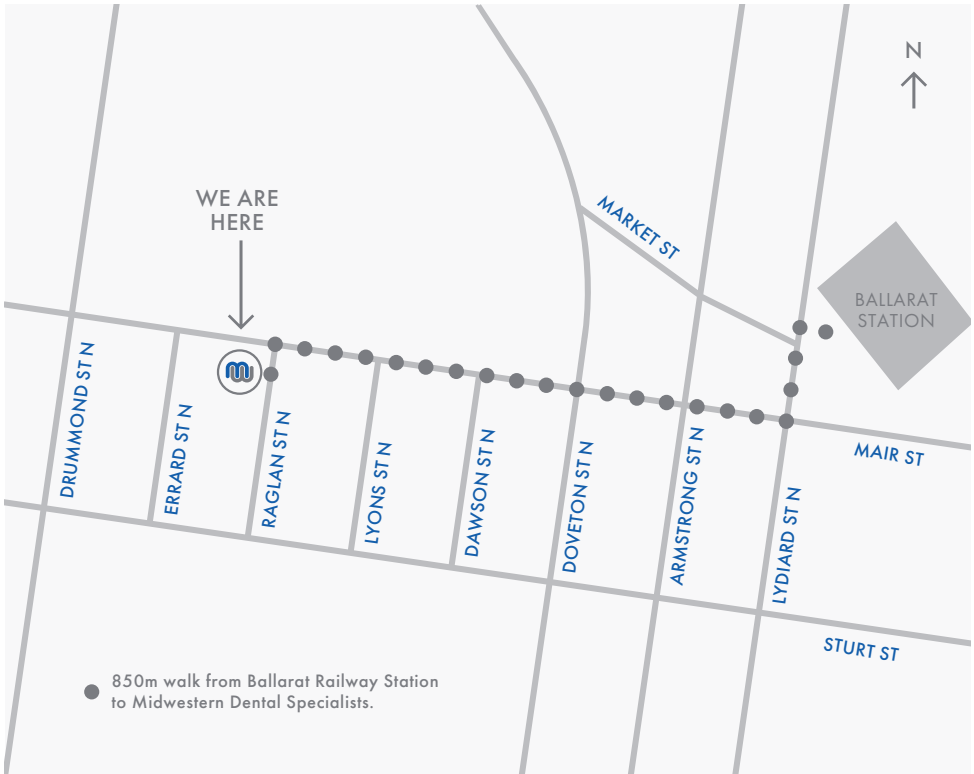 N
WE ARE
HERE
MARKET ST
BALLARAT
STATION
m
DRUMMOND ST N
ERRARD ST N
RAGLAN ST N
LYONS ST N
DAWSON ST N
DOVETON ST N
ARMSTRONG ST N
LYDIARD ST N
MAIR ST
STURT ST
850m walk from Ballarat Railway Station
to Midwestern Dental Specialists.